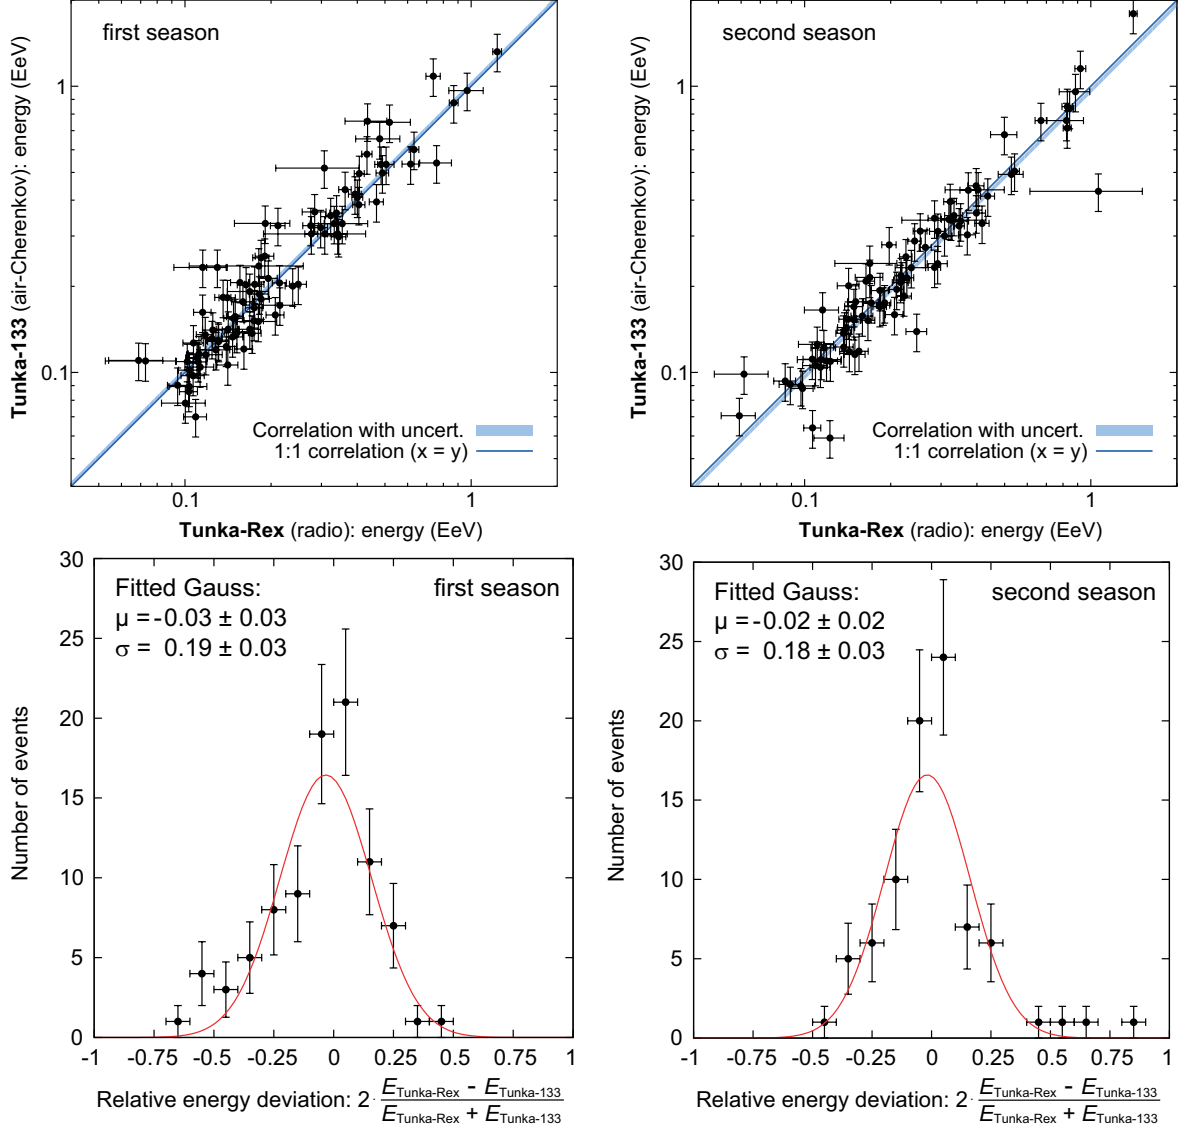 first season
Tunka-133 (air-Cherenkov): energy (EeV)
1
0.1
Correlation with uncert.
1:1 correlation (x = y)
0.1
1
Tunka-Rex (radio): energy (EeV)
second season
Tunka-133 (air-Cherenkov): energy (EeV)
1
0.1
Correlation with uncert.
1:1 correlation (x = y)
0.1
1
Tunka-Rex (radio): energy (EeV)
Fitted Gauss:
μ =-0.03 ± 0.03
σ = 0.19 ± 0.03
first season
Number of events
30
25
20
15
10
5
0
-1 -0.75 -0.5 -0.25 0 0.25 0.5 0.75 1
Relative energy deviation: 2· (E_Tunka-Rex - E_Tunka-133) / (E_Tunka-Rex + E_Tunka-133)
Fitted Gauss:
μ =-0.02 ± 0.02
σ = 0.18 ± 0.03
second season
Number of events
30
25
20
15
10
5
0
-1 -0.75 -0.5 -0.25 0 0.25 0.5 0.75 1
Relative energy deviation: 2· (E_Tunka-Rex - E_Tunka-133) / (E_Tunka-Rex + E_Tunka-133)